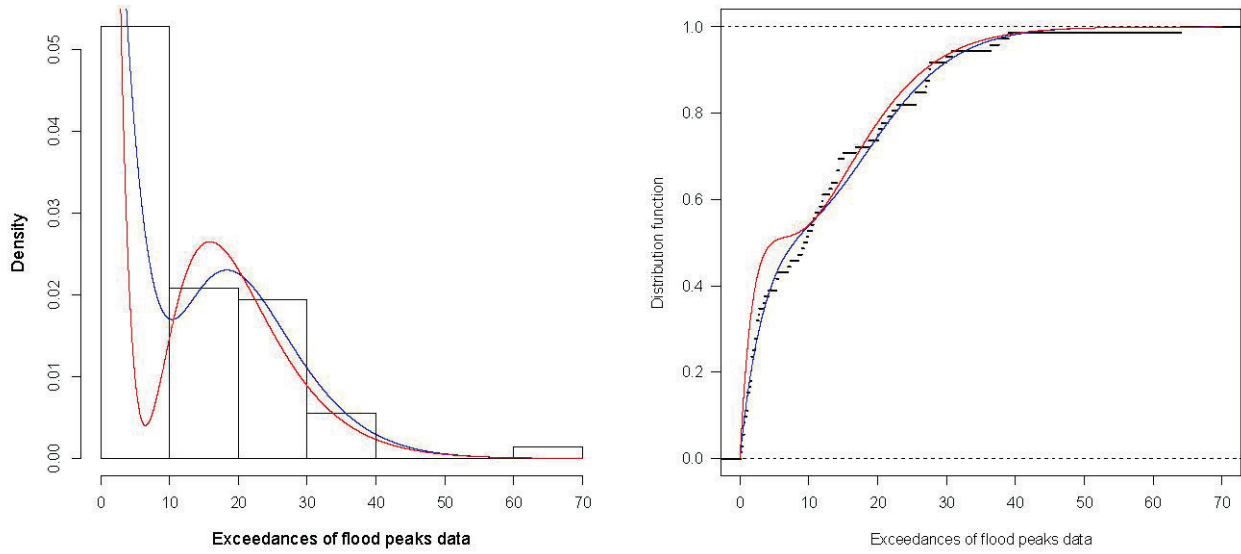 0.05
0.04
0.03
0.02
0.01
0.00
Density
0 10 20 30 40 50 60 70
Exceedances of flood peaks data
1.0
0.8
0.6
0.4
0.2
0.0
Distribution function
0 10 20 30 40 50 60 70
Exceedances of flood peaks data